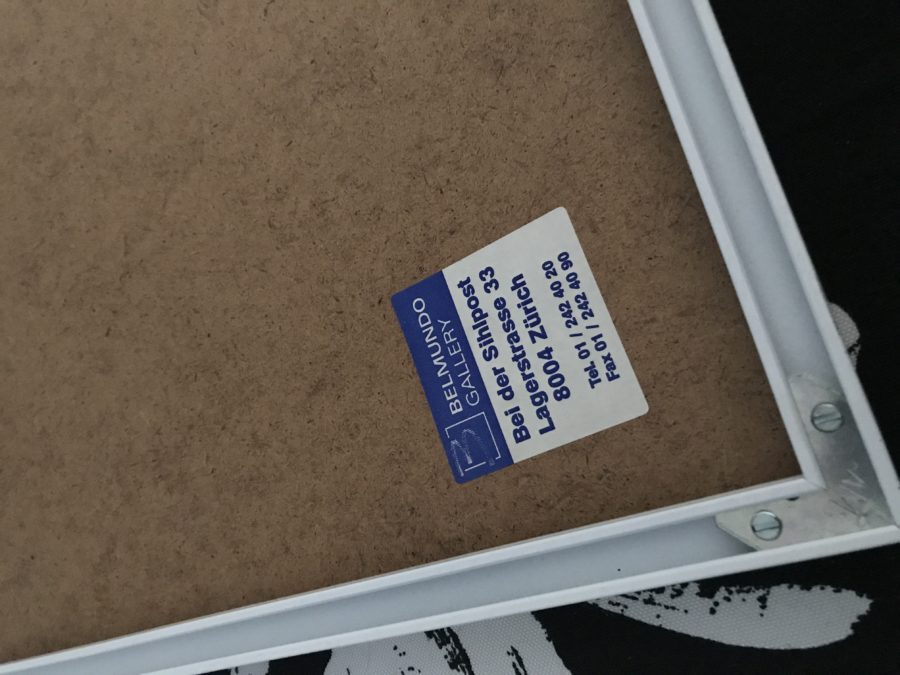 BELMUNDO
GALLERY
Bei der Sihlpost
Lagerstrasse 33
8004 Zürich
Tel. 01 / 242 40 20
Fax 01 / 242 40 90